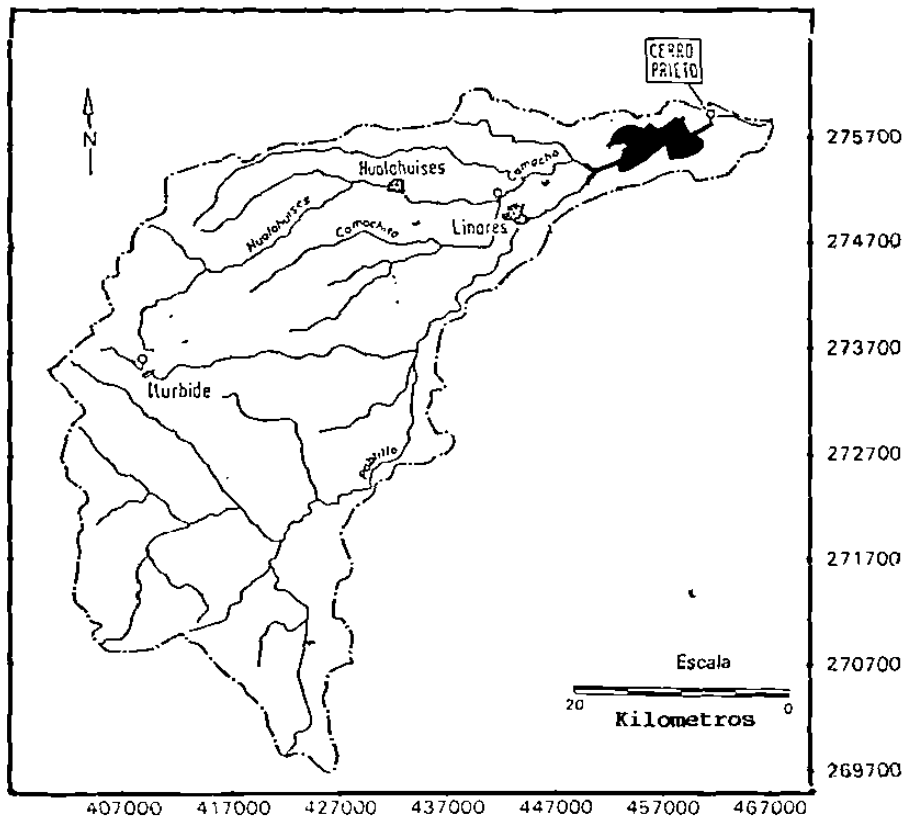 CERRO
PRIETO
N
275700
Hualahuises
Camacho
Hualahuises
Linares
Camachito
274700
273700
Iturbide
Pablillo
272700
271700
Escala
270700
20 0
Kilometros
269700
407000 417000 427000 437000 447000 457000 467000